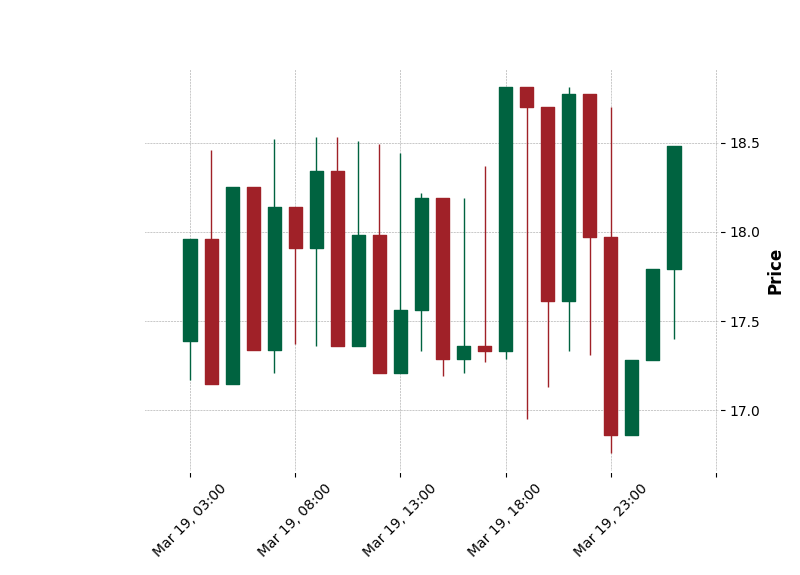 18.5
18.0
17.5
17.0
Price
Mar 19, 03:00
Mar 19, 08:00
Mar 19, 13:00
Mar 19, 18:00
Mar 19, 23:00